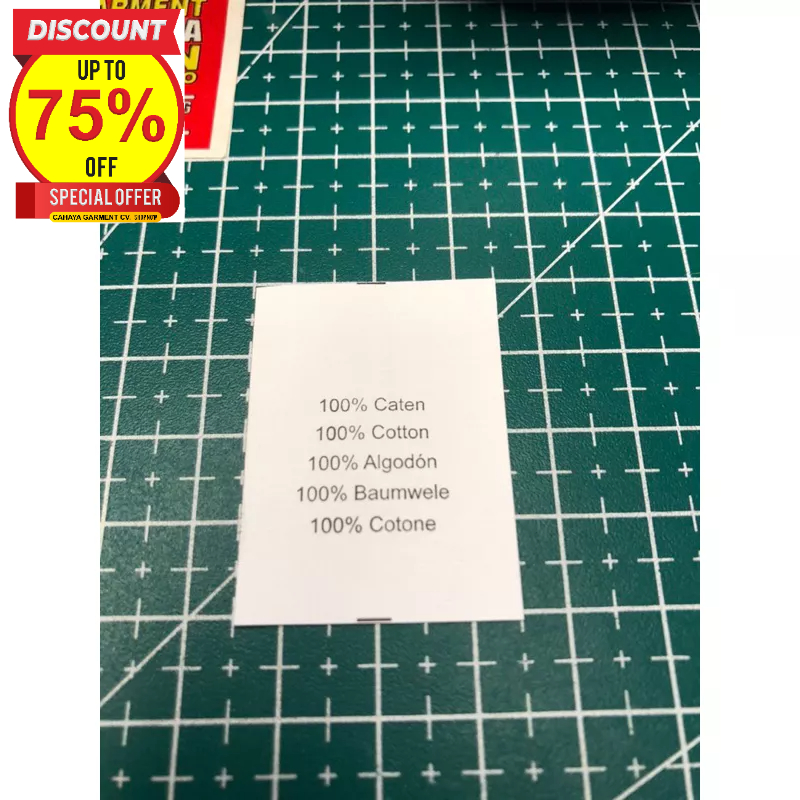 ARMENT
DISCOUNT
UP TO
75%
OFF
SPECIAL OFFER
CAHAYA GARMENT CV.
100% Caten
100% Cotton
100% Algodón
100% Baumwele
100% Cotone